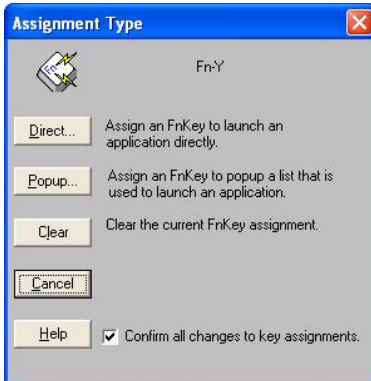 Assignment Type
Fn
Fn-Y
Direct...
Assign an FnKey to launch an
application directly.
Popup...
Assign an FnKey to popup a list that is
used to launch an application.
Clear
Clear the current FnKey assignment.
Cancel
Help
Confirm all changes to key assignments.